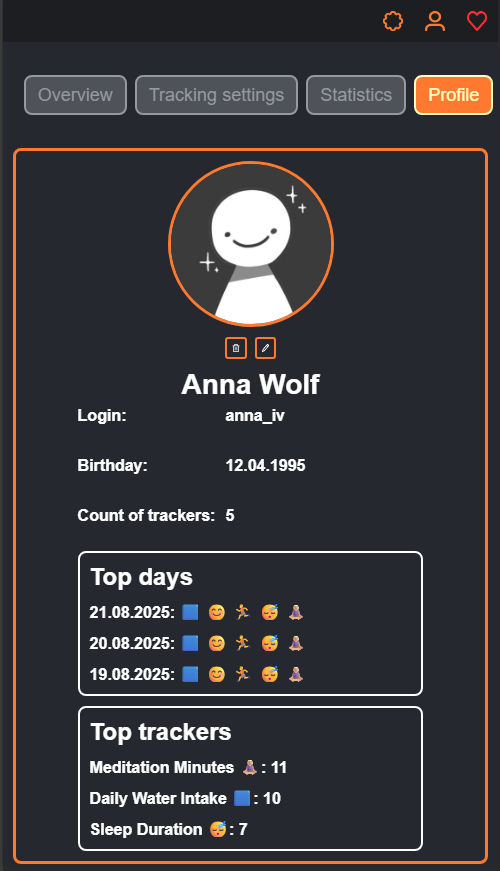 Overview Tracking settings Statistics Profile
Anna Wolf
Login: anna_iv
Birthday: 12.04.1995
Count of trackers: 5
Top days
21.08.2025: 🟦 😊 🏃 😴 🧘🏼‍♀️
20.08.2025: 🟦 😊 🏃 😴 🧘🏼‍♀️
19.08.2025: 🟦 😊 🏃 😴 🧘🏼‍♀️
Top trackers
Meditation Minutes 🧘🏼‍♀️: 11
Daily Water Intake 🟦: 10
Sleep Duration 😴: 7